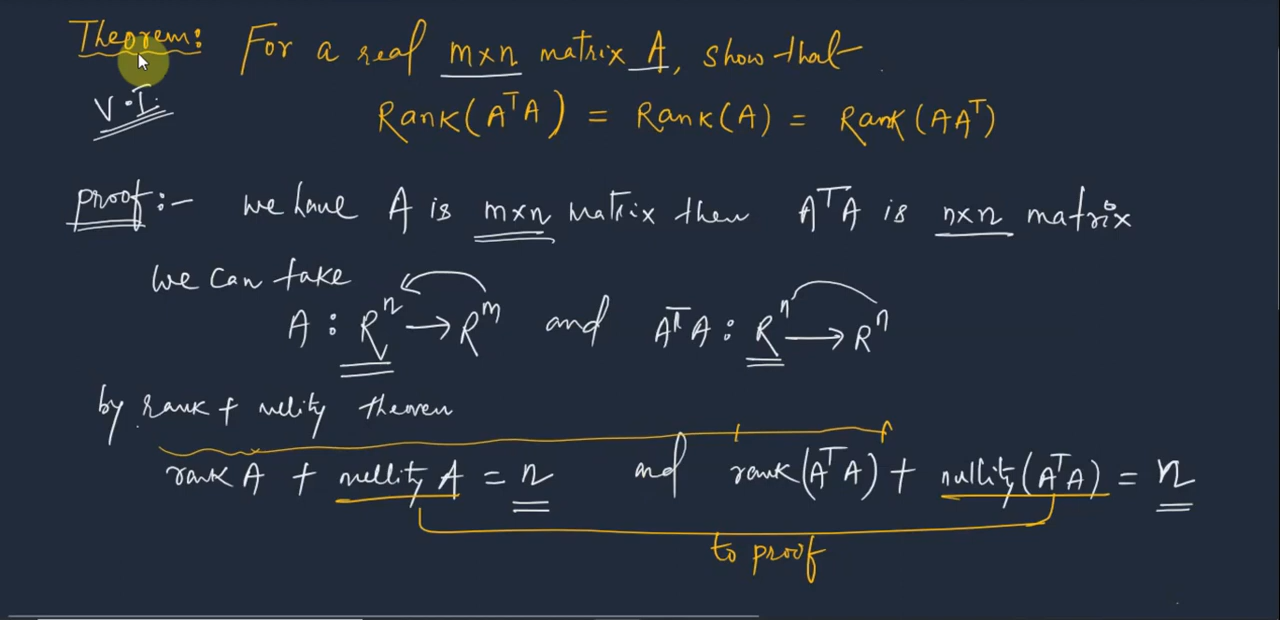 Theorem: For a real m×n matrix A, show that
V.I.
Rank(AᵀA) = Rank(A) = Rank(AAᵀ)
Proof:- we have A is m×n matrix then AᵀA is n×n matrix
we can take
A : Rⁿ → Rᵐ and AᵀA : Rⁿ → Rⁿ
by rank + nullity theorem
rank A + nullity A = n and rank(AᵀA) + nullity(AᵀA) = n
to proof